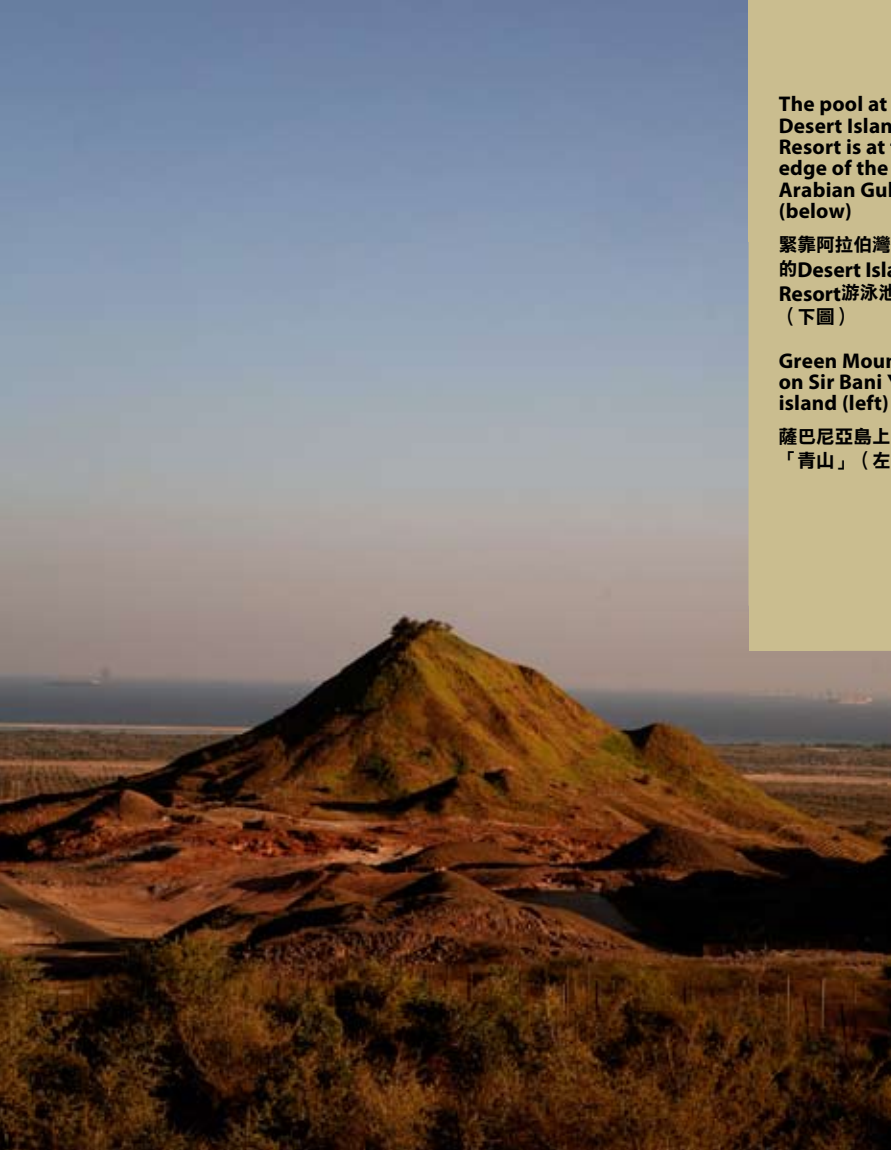 The pool at
Desert Islan
Resort is at
edge of the
Arabian Gul
(below)
緊靠阿拉伯灣
的Desert Isla
Resort游泳池
（下圖）
Green Moun
on Sir Bani
island (left)
薩巴尼亞島上
「青山」（左